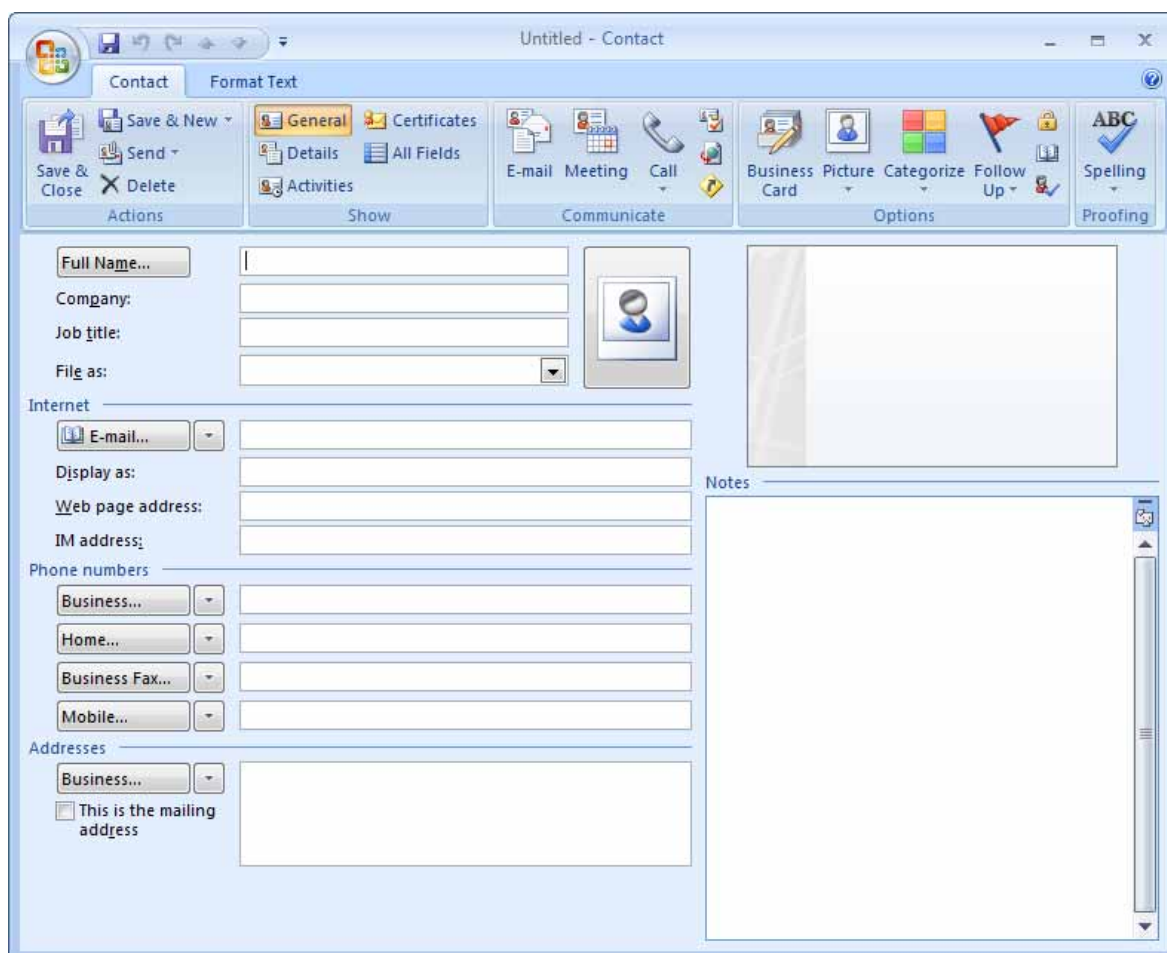 Untitled - Contact
Contact Format Text
Save & Close
Save & New
Send
Delete
Actions
General
Details
Activities
Certificates
All Fields
Show
E-mail
Meeting
Call
Communicate
Business Card
Picture
Categorize
Follow Up
Options
ABC
Spelling
Proofing
Full Name...
Company:
Job title:
File as:
Internet
E-mail...
Display as:
Web page address:
IM address:
Phone numbers
Business...
Home...
Business Fax...
Mobile...
Addresses
Business...
This is the mailing
address
Notes